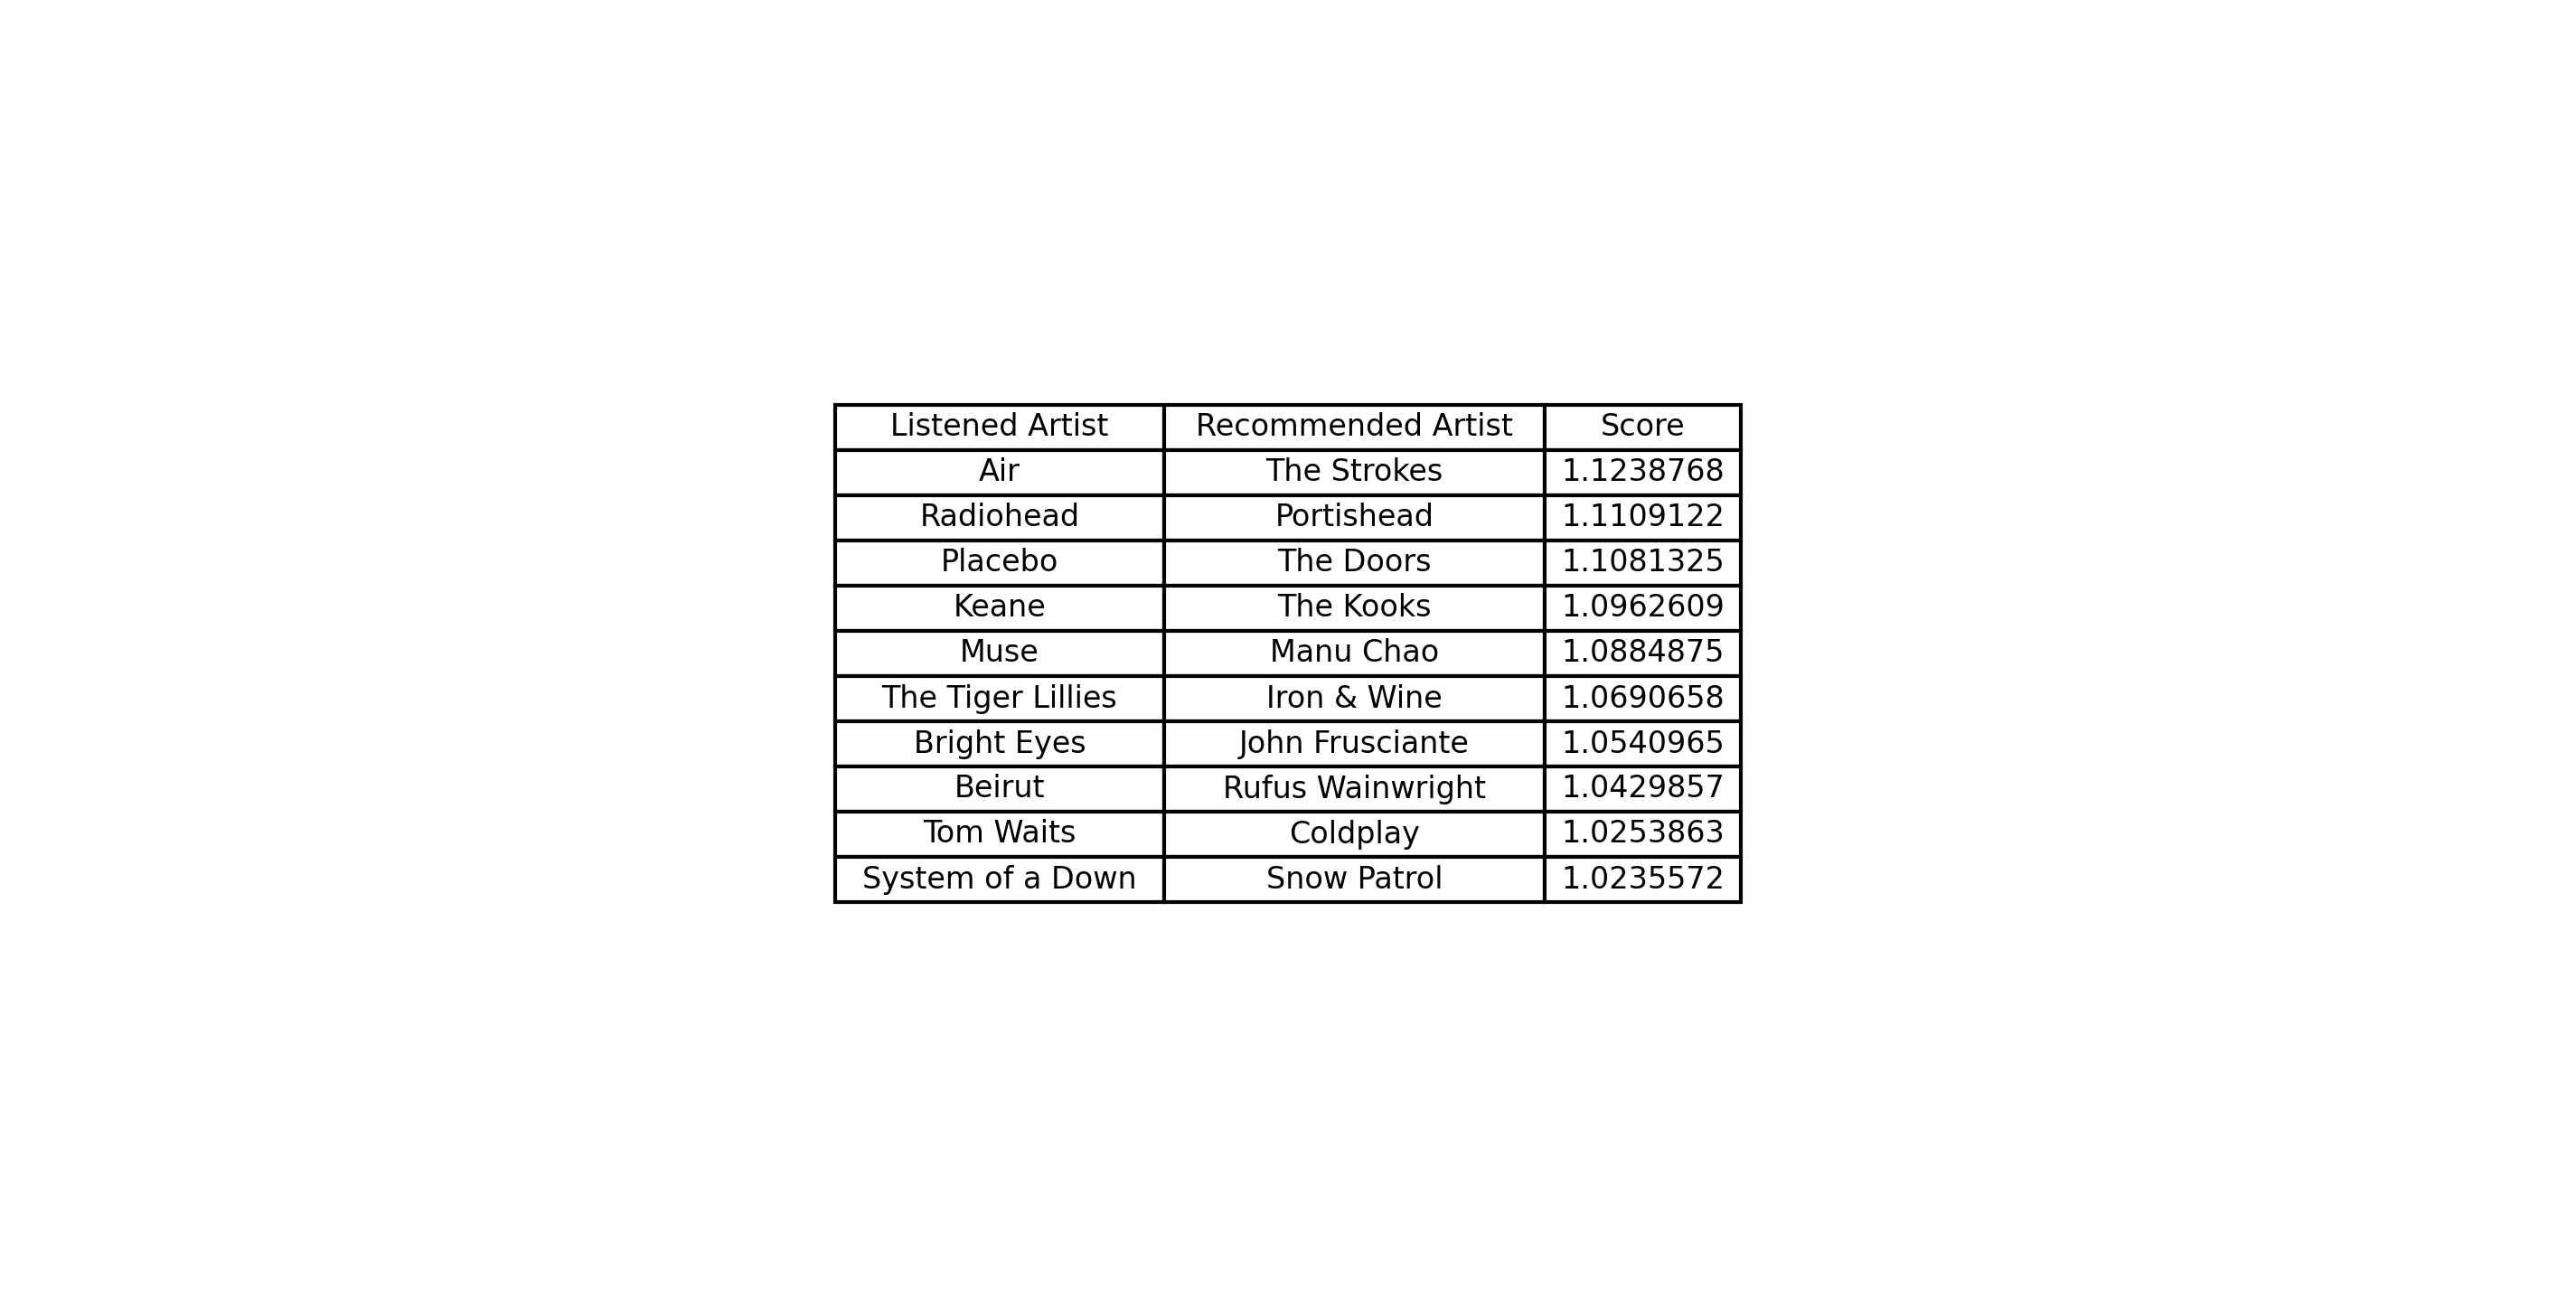 Listened Artist Recommended Artist Score
Air The Strokes 1.1238768
Radiohead Portishead 1.1109122
Placebo The Doors 1.1081325
Keane The Kooks 1.0962609
Muse Manu Chao 1.0884875
The Tiger Lillies Iron & Wine 1.0690658
Bright Eyes John Frusciante 1.0540965
Beirut Rufus Wainwright 1.0429857
Tom Waits Coldplay 1.0253863
System of a Down Snow Patrol 1.0235572